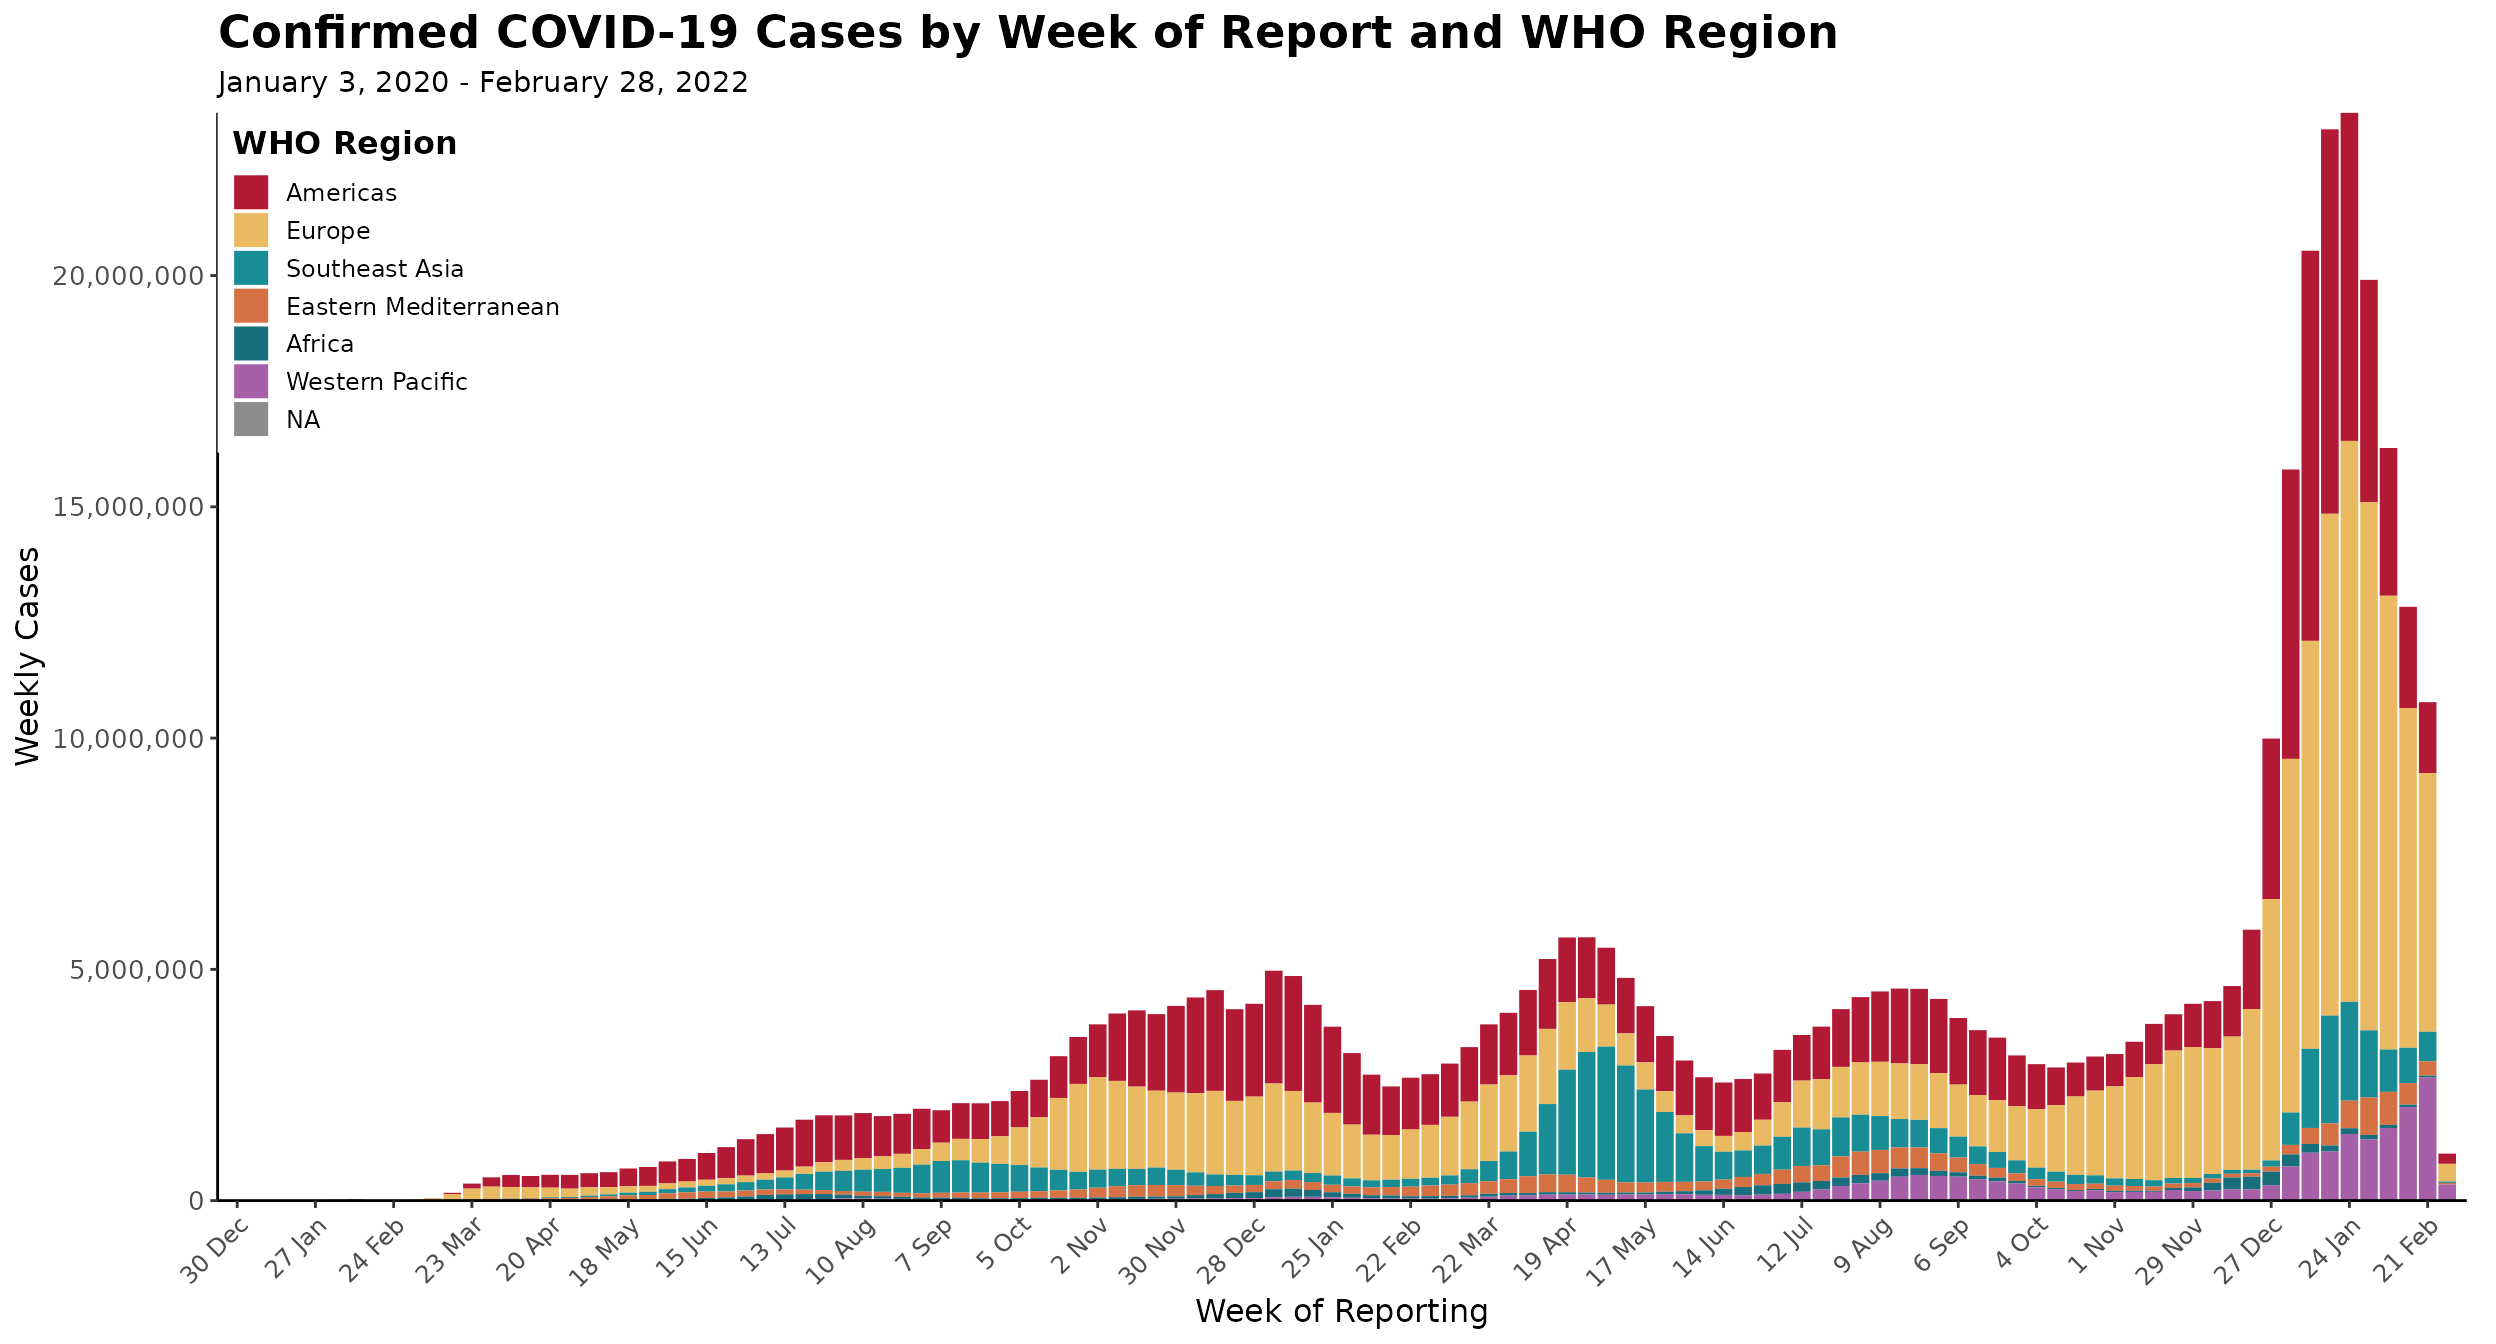 Confirmed COVID-19 Cases by Week of Report and WHO Region
January 3, 2020 - February 28, 2022
WHO Region
Americas
Europe
Southeast Asia
Eastern Mediterranean
Africa
Western Pacific
NA
Weekly Cases
20,000,000
15,000,000
10,000,000
5,000,000
0
30 Dec
27 Jan
24 Feb
23 Mar
20 Apr
18 May
15 Jun
13 Jul
10 Aug
7 Sep
5 Oct
2 Nov
30 Nov
28 Dec
25 Jan
22 Feb
22 Mar
19 Apr
17 May
14 Jun
12 Jul
9 Aug
6 Sep
4 Oct
1 Nov
29 Nov
27 Dec
24 Jan
21 Feb
Week of Reporting